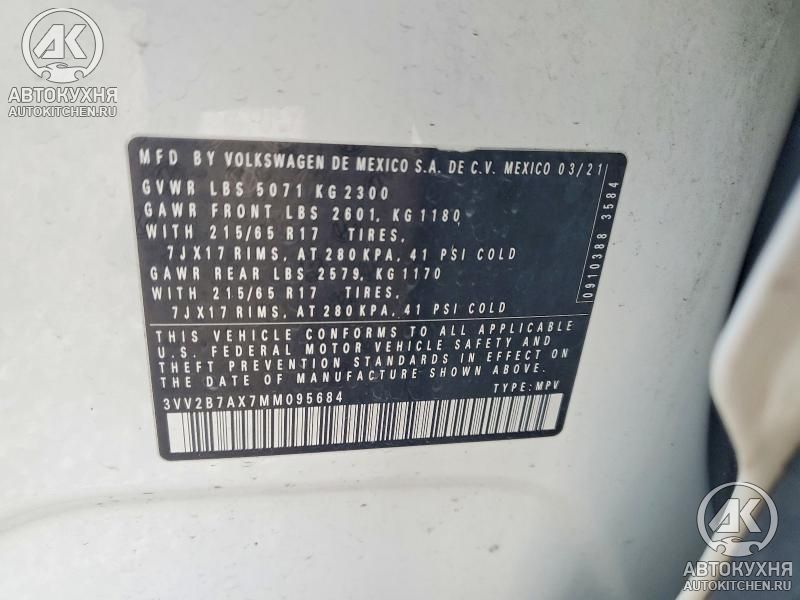 АК
АВТОКУХНЯ
AUTOKITCHEN.RU
MFD BY VOLKSWAGEN DE MEXICO S.A. DE C.V. MEXICO 03/21
GVWR LBS 5071 KG 2300
GAWR FRONT LBS 2601, KG 1180
WITH 215/65 R17 TIRES,
7JX17 RIMS, AT 280 KPA, 41 PSI COLD
GAWR REAR LBS 2579, KG 1170
WITH 215/65 R17 TIRES,
7JX17 RIMS, AT 280 KPA, 41 PSI COLD
0910388 3584
THIS VEHICLE CONFORMS TO ALL APPLICABLE
U.S. FEDERAL MOTOR VEHICLE SAFETY AND
THEFT PREVENTION STANDARDS IN EFFECT ON
THE DATE OF MANUFACTURE SHOWN ABOVE.
3VV2B7AX7MM095684 TYPE: MPV
АК
АВТОКУХНЯ
AUTOKITCHEN.RU